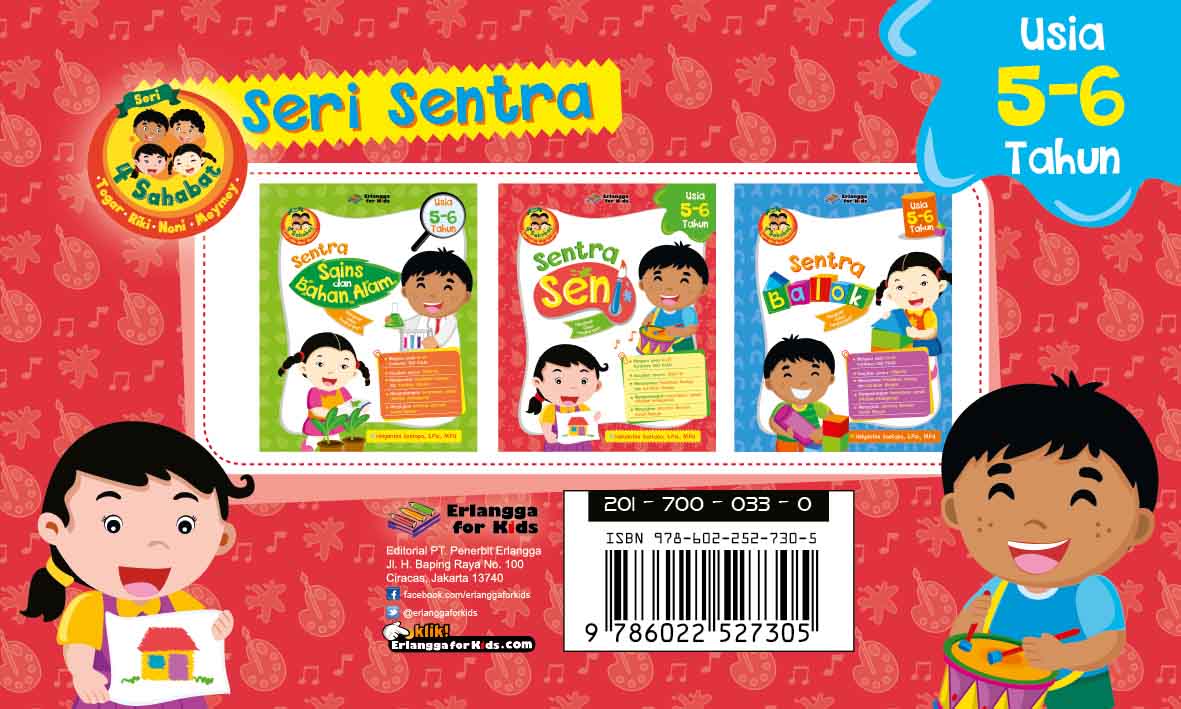 Usia
5-6
Tahun
Seri Sentra
Seri
4 Sahabat
• Togar • Kiki • Noni • Meymey •
Erlangga
for Kids
Usia
5-6
Tahun
Sentra
Sains
dan
Bahan Alam
Erlangga
for Kids
Usia
5-6
Tahun
Sentra
Seni
Erlangga
for Kids
Usia
5-6
Tahun
Sentra
Balok
Erlangga
for Kids
Editorial PT. Penerbit Erlangga
Jl. H. Baping Raya No. 100
Ciracas, Jakarta 13740
facebook.com/erlanggaforkids
@erlanggaforkids
klik!
ErlanggaforKids.com
201 - 700 - 033 - 0
ISBN 978-602-252-730-5
9 786022 527305